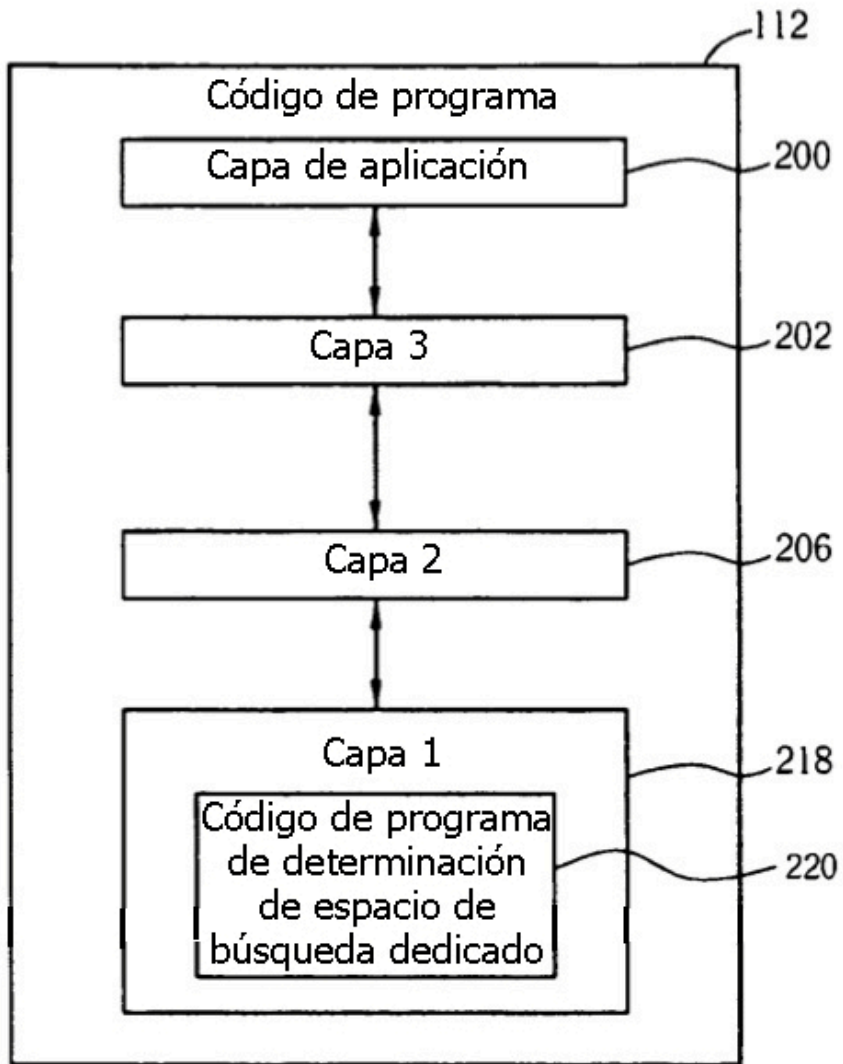 112
Código de programa
Capa de aplicación
200
Capa 3
202
Capa 2
206
Capa 1
218
Código de programa
de determinación
de espacio de
búsqueda dedicado
220